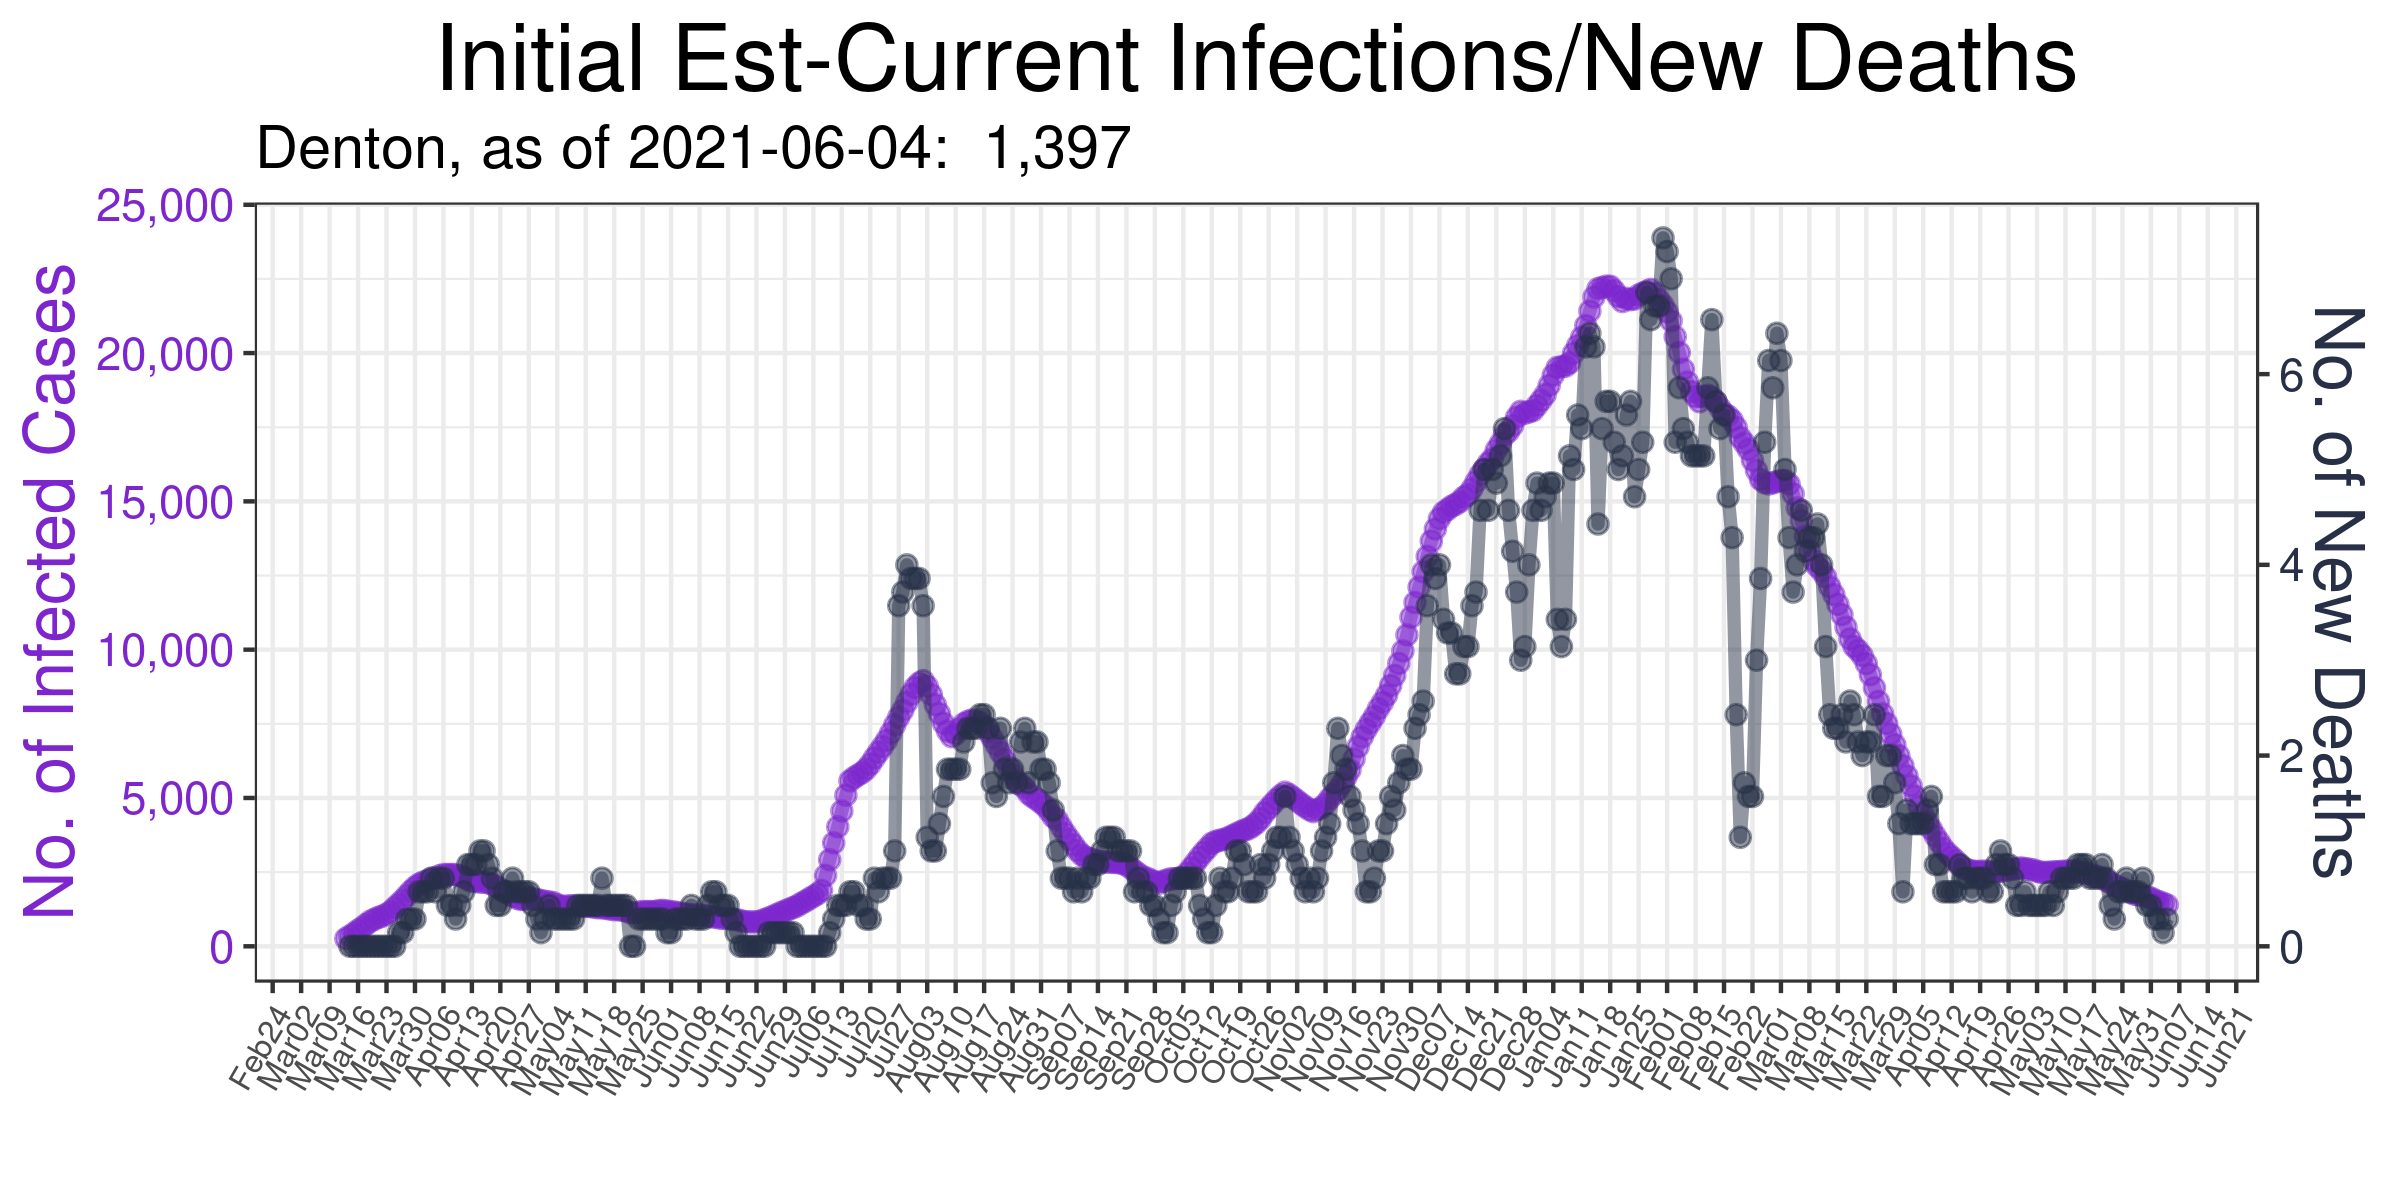 Initial Est-Current Infections/New Deaths
Denton, as of 2021-06-04:  1,397
No. of Infected Cases
25,000
20,000
15,000
10,000
5,000
0
6
4
2
0
No. of New Deaths
Feb24
Mar02
Mar09
Mar16
Mar23
Mar30
Apr06
Apr13
Apr20
Apr27
May04
May11
May18
May25
Jun01
Jun08
Jun15
Jun22
Jun29
Jul06
Jul13
Jul20
Jul27
Aug03
Aug10
Aug17
Aug24
Aug31
Sep07
Sep14
Sep21
Sep28
Oct05
Oct12
Oct19
Oct26
Nov02
Nov09
Nov16
Nov23
Nov30
Dec07
Dec14
Dec21
Dec28
Jan04
Jan11
Jan18
Jan25
Feb01
Feb08
Feb15
Feb22
Mar01
Mar08
Mar15
Mar22
Mar29
Apr05
Apr12
Apr19
Apr26
May03
May10
May17
May24
May31
Jun07
Jun14
Jun21